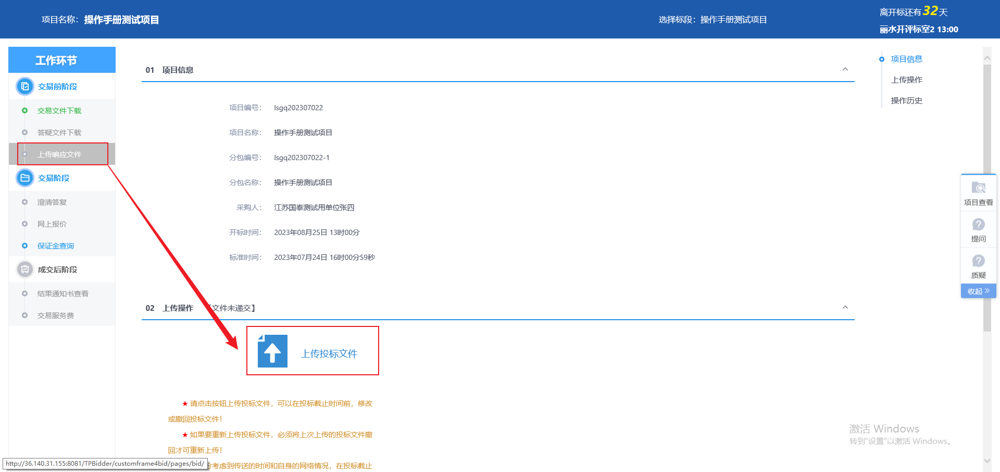 项目名称：操作手册测试项目
选择标段：操作手册测试项目
离开标还有32天
丽水开评标室2 13:00
工作环节
交易前阶段
交易文件下载
答疑文件下载
上传响应文件
交易阶段
澄清答复
网上报价
保证金查询
成交后阶段
结果通知书查看
交易服务费
01 项目信息
项目编号： lsgq202307022
项目名称： 操作手册测试项目
分包编号： lsgq202307022-1
分包名称： 操作手册测试项目
采购人： 江苏国泰测试用单位张四
开标时间： 2023年08月25日 13时00分
标准时间： 2023年07月24日 16时00分59秒
02 上传操作 文件未递交】
上传投标文件
★ 请点击按钮上传投标文件，可以在投标截止时间前，修改
或撤回投标文件！
★ 如果要重新上传投标文件，必须将上次上传的投标文件撤
回才可重新上传！
考虑到传送的时间和自身的网络情况，在投标截止
项目信息
上传操作
操作历史
项目查看
提问
质疑
收起 »
激活 Windows
转到“设置”以激活 Windows。
http://36.140.31.155:8081/TPBidder/customframe4bid/pages/bid/